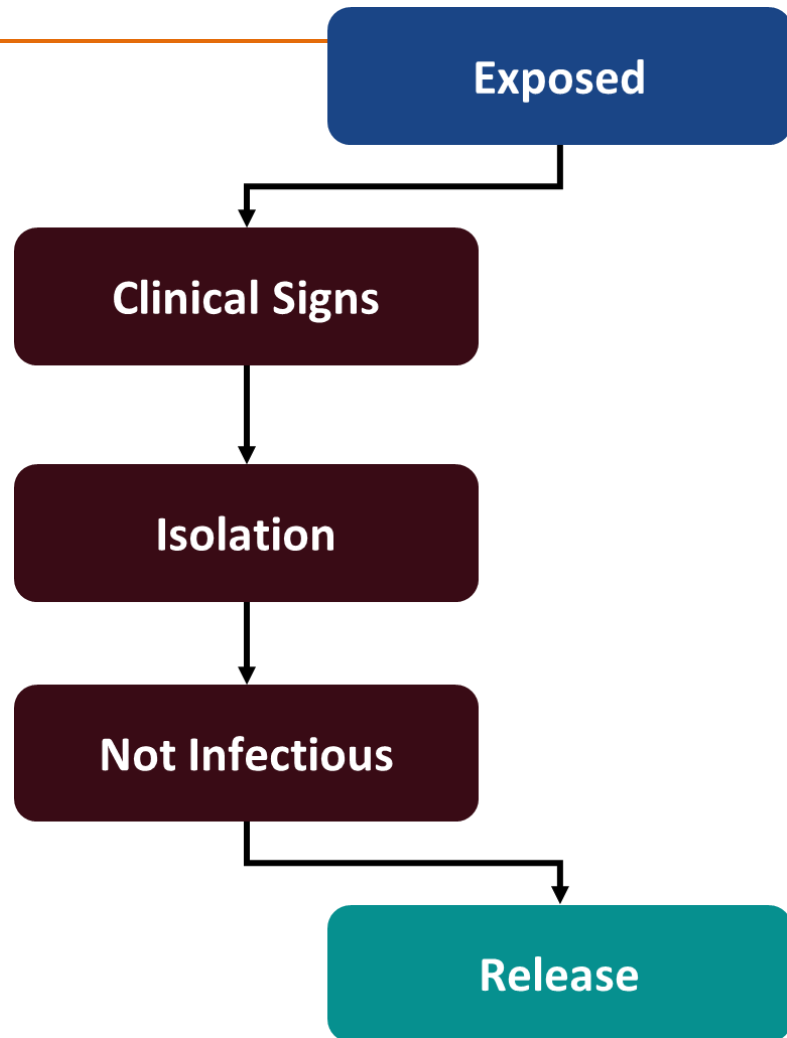 Exposed
Clinical Signs
Isolation
Not Infectious
Release